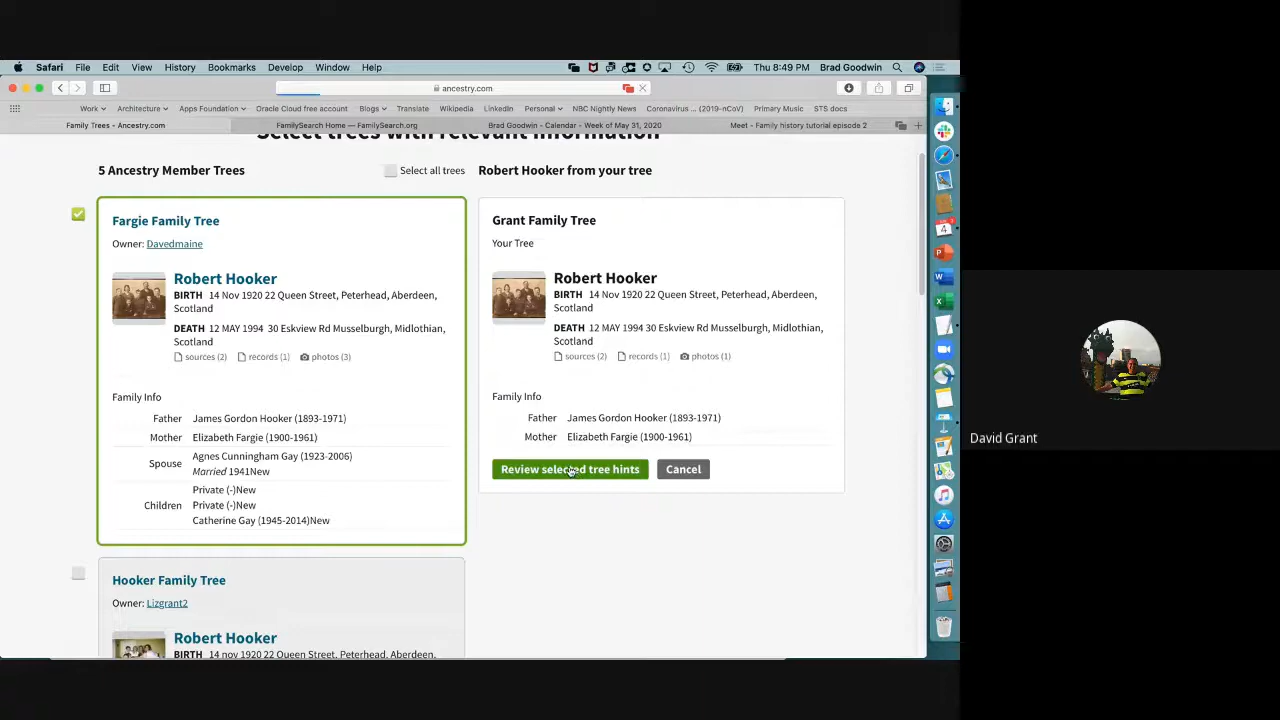 Safari File Edit View History Bookmarks Develop Window Help Thu 8:49 PM Brad Goodwin
ancestry.com
Work Architecture Apps Foundation Oracle Cloud free account Blogs Translate Wikipedia LinkedIn Personal NBC Nightly News Coronavirus ... (2019-nCoV) Primary Music STS docs
Family Trees - Ancestry.com FamilySearch Home — FamilySearch.org Brad Goodwin - Calendar - Week of May 31, 2020 Meet - Family history tutorial episode 2
Select trees with relevant information
5 Ancestry Member Trees Select all trees
Fargie Family Tree
Owner: Davedmaine
Robert Hooker
BIRTH 14 Nov 1920 22 Queen Street, Peterhead, Aberdeen,
Scotland
DEATH 12 MAY 1994 30 Eskview Rd Musselburgh, Midlothian,
Scotland
sources (2) records (1) photos (3)
Family Info
Father James Gordon Hooker (1893-1971)
Mother Elizabeth Fargie (1900-1961)
Spouse Agnes Cunningham Gay (1923-2006)
Married 1941New
Children Private (-)New
Private (-)New
Catherine Gay (1945-2014)New
Hooker Family Tree
Owner: Lizgrant2
Robert Hooker
BIRTH 14 nov 1920 22 Queen Street, Peterhead, Aberdeen,
Robert Hooker from your tree
Grant Family Tree
Your Tree
Robert Hooker
BIRTH 14 Nov 1920 22 Queen Street, Peterhead, Aberdeen,
Scotland
DEATH 12 MAY 1994 30 Eskview Rd Musselburgh, Midlothian,
Scotland
sources (2) records (1) photos (1)
Family Info
Father James Gordon Hooker (1893-1971)
Mother Elizabeth Fargie (1900-1961)
Review selected tree hints Cancel
David Grant